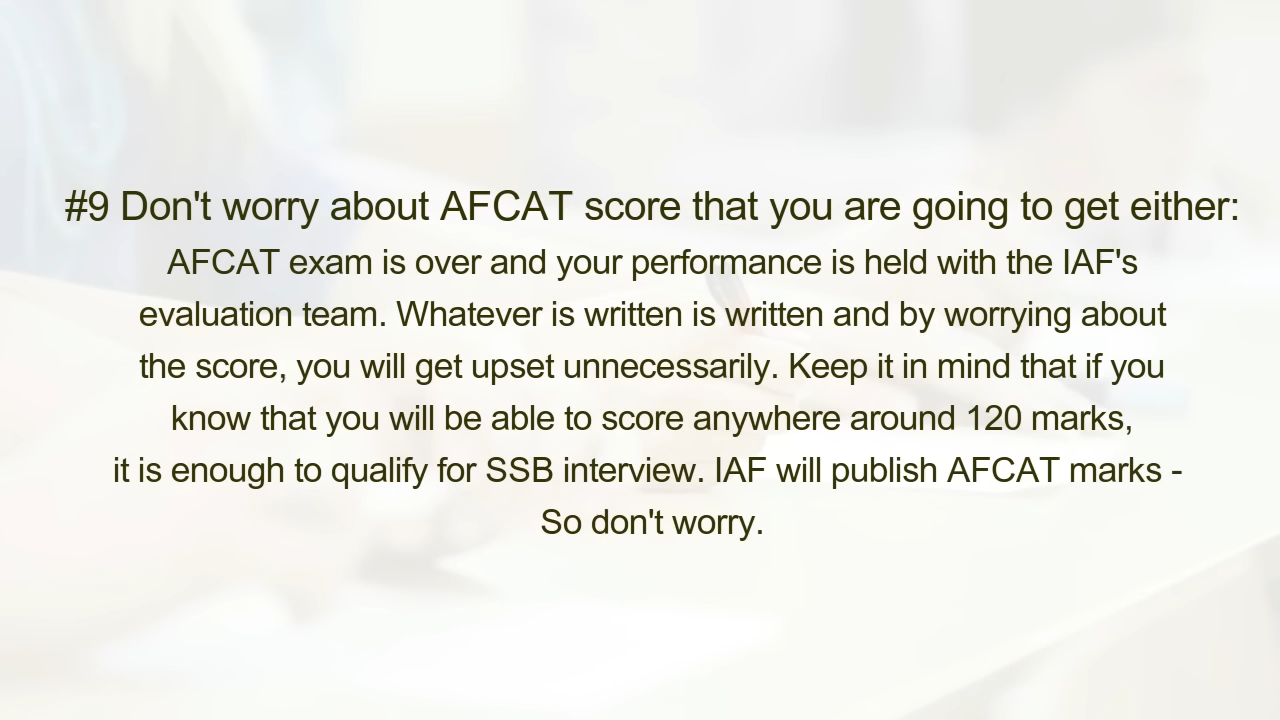 #9 Don't worry about AFCAT score that you are going to get either:
AFCAT exam is over and your performance is held with the IAF's
evaluation team. Whatever is written is written and by worrying about
the score, you will get upset unnecessarily. Keep it in mind that if you
know that you will be able to score anywhere around 120 marks,
it is enough to qualify for SSB interview. IAF will publish AFCAT marks -
So don't worry.